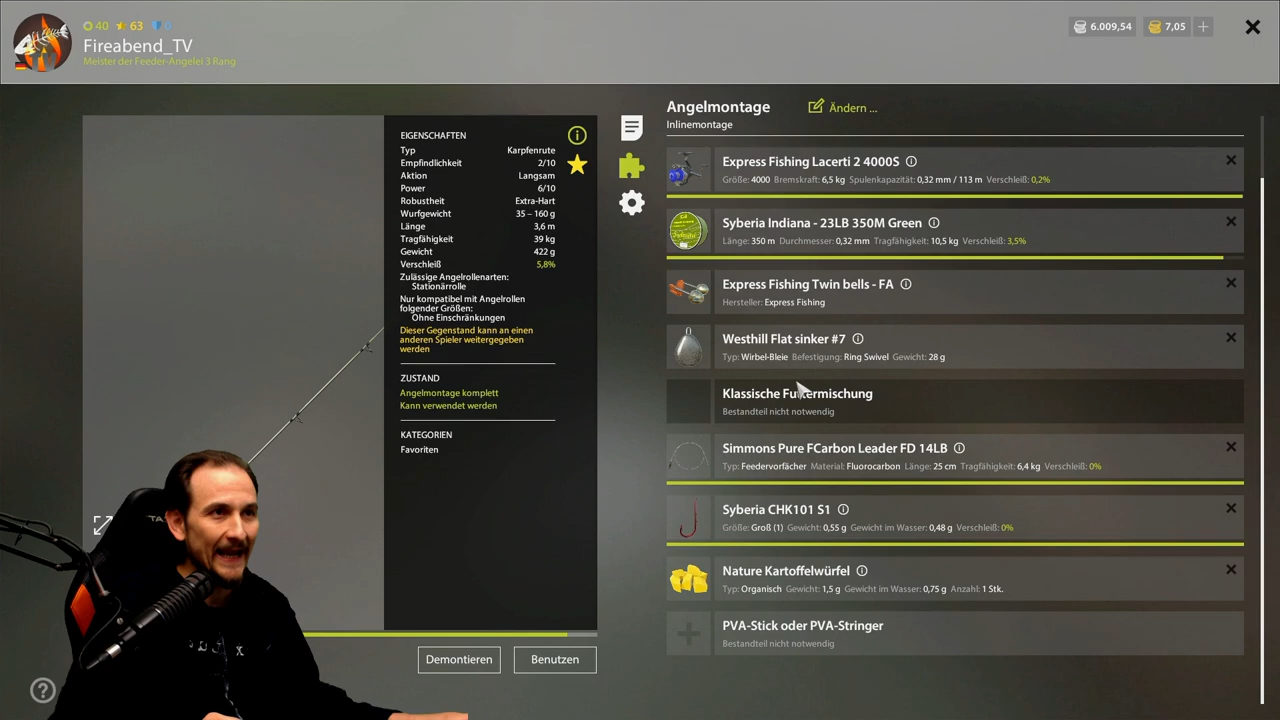 40 63 0
Fireabend_TV
Meister der Feeder-Angelei 3 Rang
6.009,54 7,05 +
EIGENSCHAFTEN
Typ Karpfenrute
Empfindlichkeit 2/10
Aktion Langsam
Power 6/10
Robustheit Extra-Hart
Wurfgewicht 35 – 160 g
Länge 3,6 m
Tragfähigkeit 39 kg
Gewicht 422 g
Verschleiß 5,8%
Zulässige Angelrollenarten:
Stationärrolle
Nur kompatibel mit Angelrollen
folgender Größen:
Ohne Einschränkungen
Dieser Gegenstand kann an einen
anderen Spieler weitergegeben
werden
ZUSTAND
Angelmontage komplett
Kann verwendet werden
KATEGORIEN
Favoriten
Demontieren Benutzen
Angelmontage Ändern ...
Inlinemontage
Express Fishing Lacerti 2 4000S
Größe: 4000 Bremskraft: 6,5 kg Spulenkapazität: 0,32 mm / 113 m Verschleiß: 0,2%
Syberia Indiana - 23LB 350M Green
Länge: 350 m Durchmesser: 0,32 mm Tragfähigkeit: 10,5 kg Verschleiß: 3,5%
Express Fishing Twin bells - FA
Hersteller: Express Fishing
Westhill Flat sinker #7
Typ: Wirbel-Bleie Befestigung: Ring Swivel Gewicht: 28 g
Klassische Futtermischung
Bestandteil nicht notwendig
Simmons Pure FCarbon Leader FD 14LB
Typ: Feedervorfächer Material: Fluorocarbon Länge: 25 cm Tragfähigkeit: 6,4 kg Verschleiß: 0%
Syberia CHK101 S1
Größe: Groß (1) Gewicht: 0,55 g Gewicht im Wasser: 0,48 g Verschleiß: 0%
Nature Kartoffelwürfel
Typ: Organisch Gewicht: 1,5 g Gewicht im Wasser: 0,75 g Anzahl: 1 Stk.
PVA-Stick oder PVA-Stringer
Bestandteil nicht notwendig